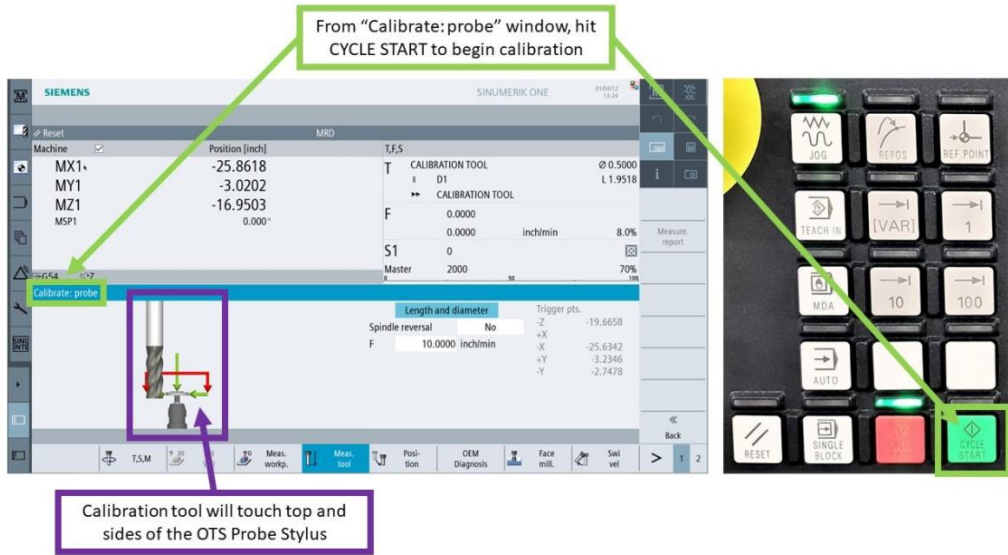 From “Calibrate: probe” window, hit
CYCLE START to begin calibration
SIEMENS
SINUMERIK ONE
13:24
M
Reset
MRD
Machine
Position [inch]
T,F,S
MX1
-25.8618
MY1
-3.0202
MZ1
-16.9503
MSP1
0.000°
T
CALIBRATION TOOL
Ø 0.5000
D1
L 1.9518
CALIBRATION TOOL
F
0.0000
0.0000
inch/min
8.0%
S1
0
Master
2000
70%
0
50
100
G54
Calibrate: probe
Length and diameter
Spindle reversal
No
F
10.0000
inch/min
Trigger pts.
-Z
-19.6658
+X
-X
-25.6342
+Y
-3.2346
-Y
-2.7478
Measure.
report
Back
T,S,M
Meas.
workp.
Meas.
tool
Posi-
tion
OEM
Diagnosis
Face
mill.
Swi
vel
1
2
JOG
REPOS
REF.POINT
TEACH IN
[VAR]
1
MDA
10
100
AUTO
RESET
SINGLE
BLOCK
CYCLE
START
Calibration tool will touch top and
sides of the OTS Probe Stylus